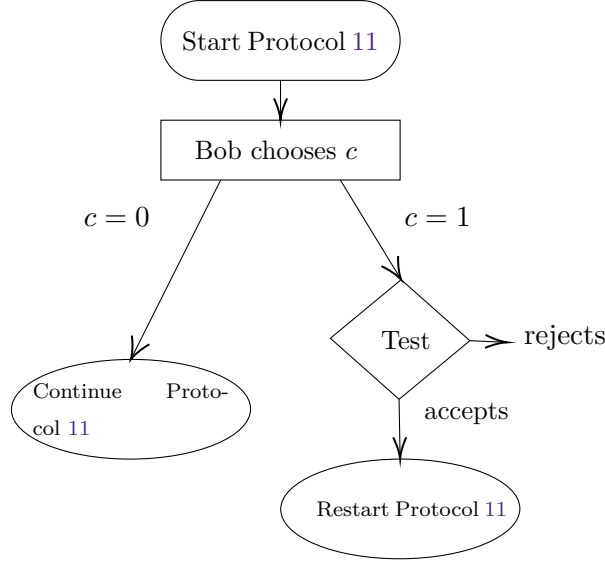 Start Protocol 11
Bob chooses c
c = 0
c = 1
Test
rejects
Continue Proto-
col 11
accepts
Restart Protocol 11